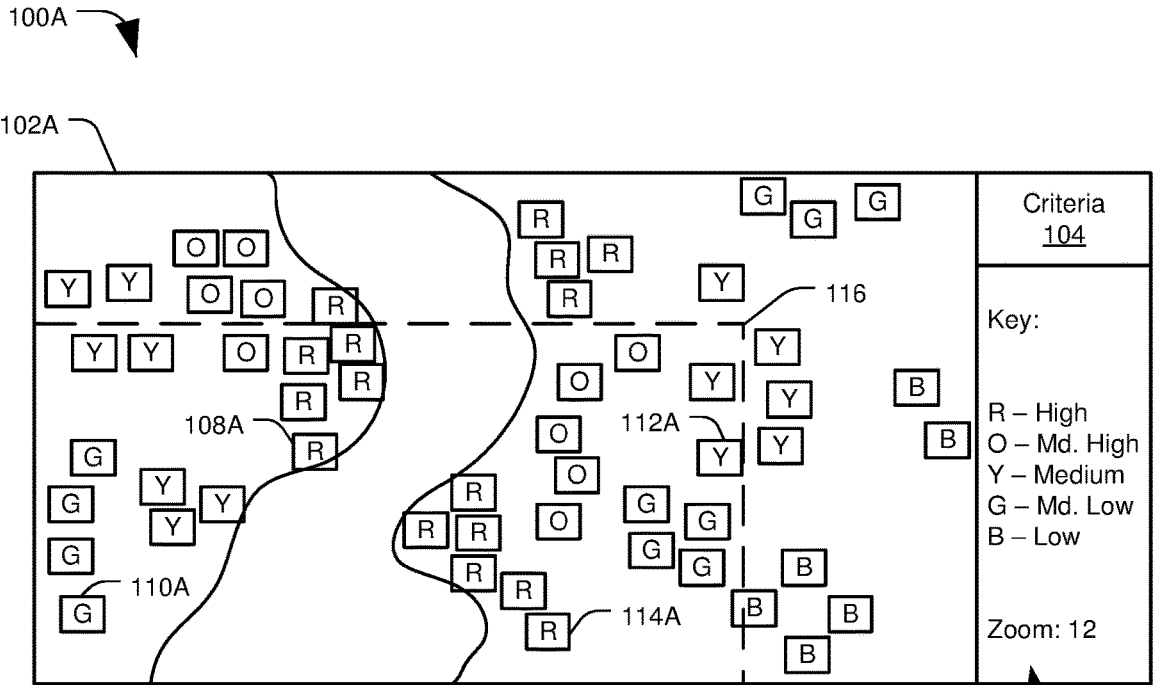 100A
102A
G
G G
R
Criteria
104
O O
R R
Y Y
O O
R
R
Y
116
Key:
Y Y O R R
O
Y
R
O
Y
Y
B
R
108A
R
O
112A
Y
Y
B
R – High
O – Md. High
Y – Medium
G – Md. Low
B – Low
G
Y
G
Y
Y
R
O
G
R R
O
G
G
G
G
110A
G
R
R
R
114A
B
B
B
B
Zoom: 12